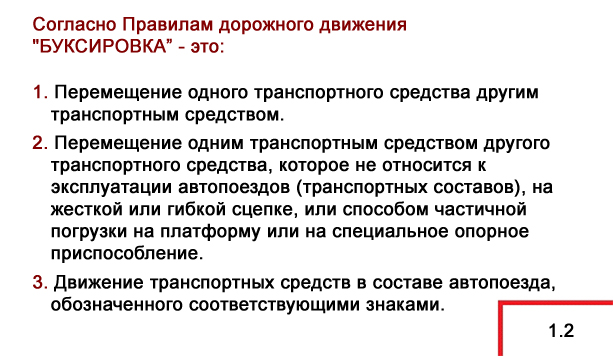 Согласно Правилам дорожного движения
"БУКСИРОВКА” - это:
1. Перемещение одного транспортного средства другим
транспортным средством.
2. Перемещение одним транспортным средством другого
транспортного средства, которое не относится к
эксплуатации автопоездов (транспортных составов), на
жесткой или гибкой сцепке, или способом частичной
погрузки на платформу или на специальное опорное
приспособление.
3. Движение транспортных средств в составе автопоезда,
обозначенного соответствующими знаками.
1.2